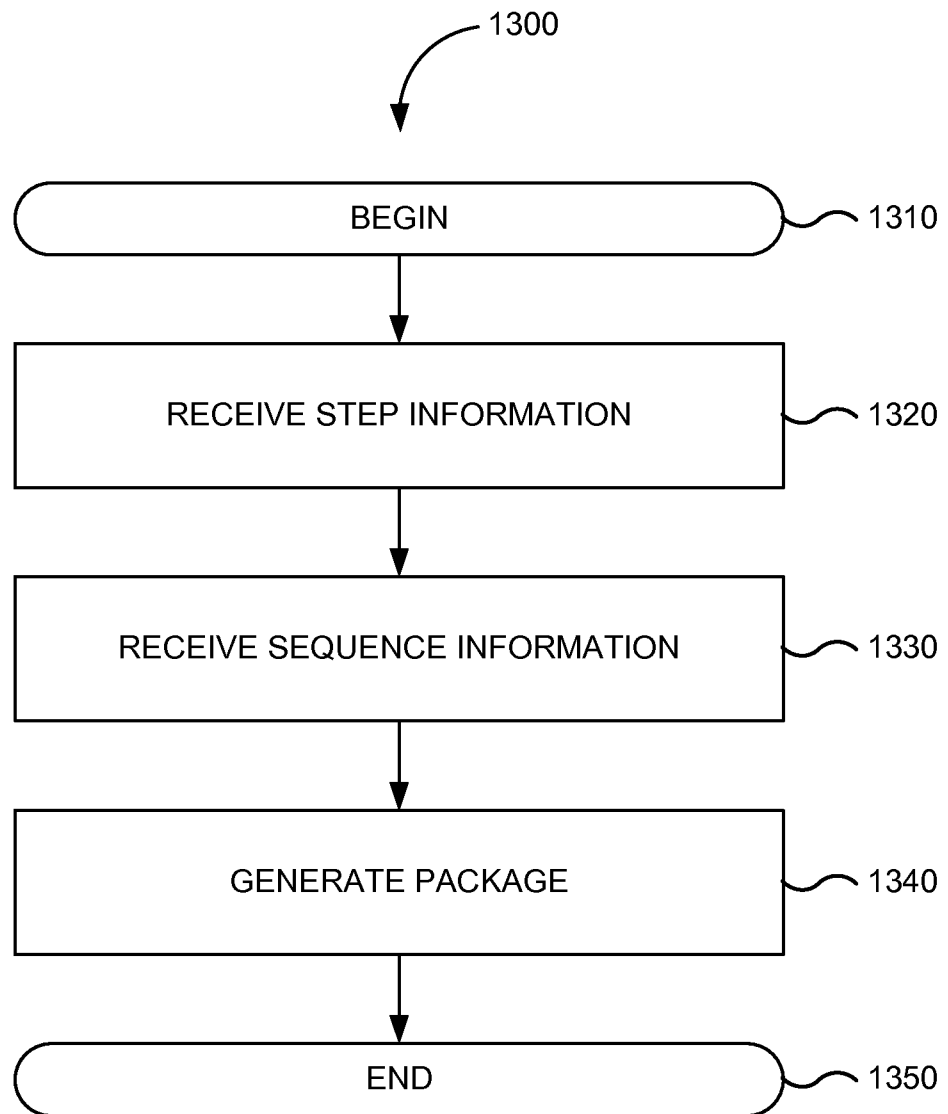 1300
BEGIN
1310
RECEIVE STEP INFORMATION
1320
RECEIVE SEQUENCE INFORMATION
1330
GENERATE PACKAGE
1340
END
1350